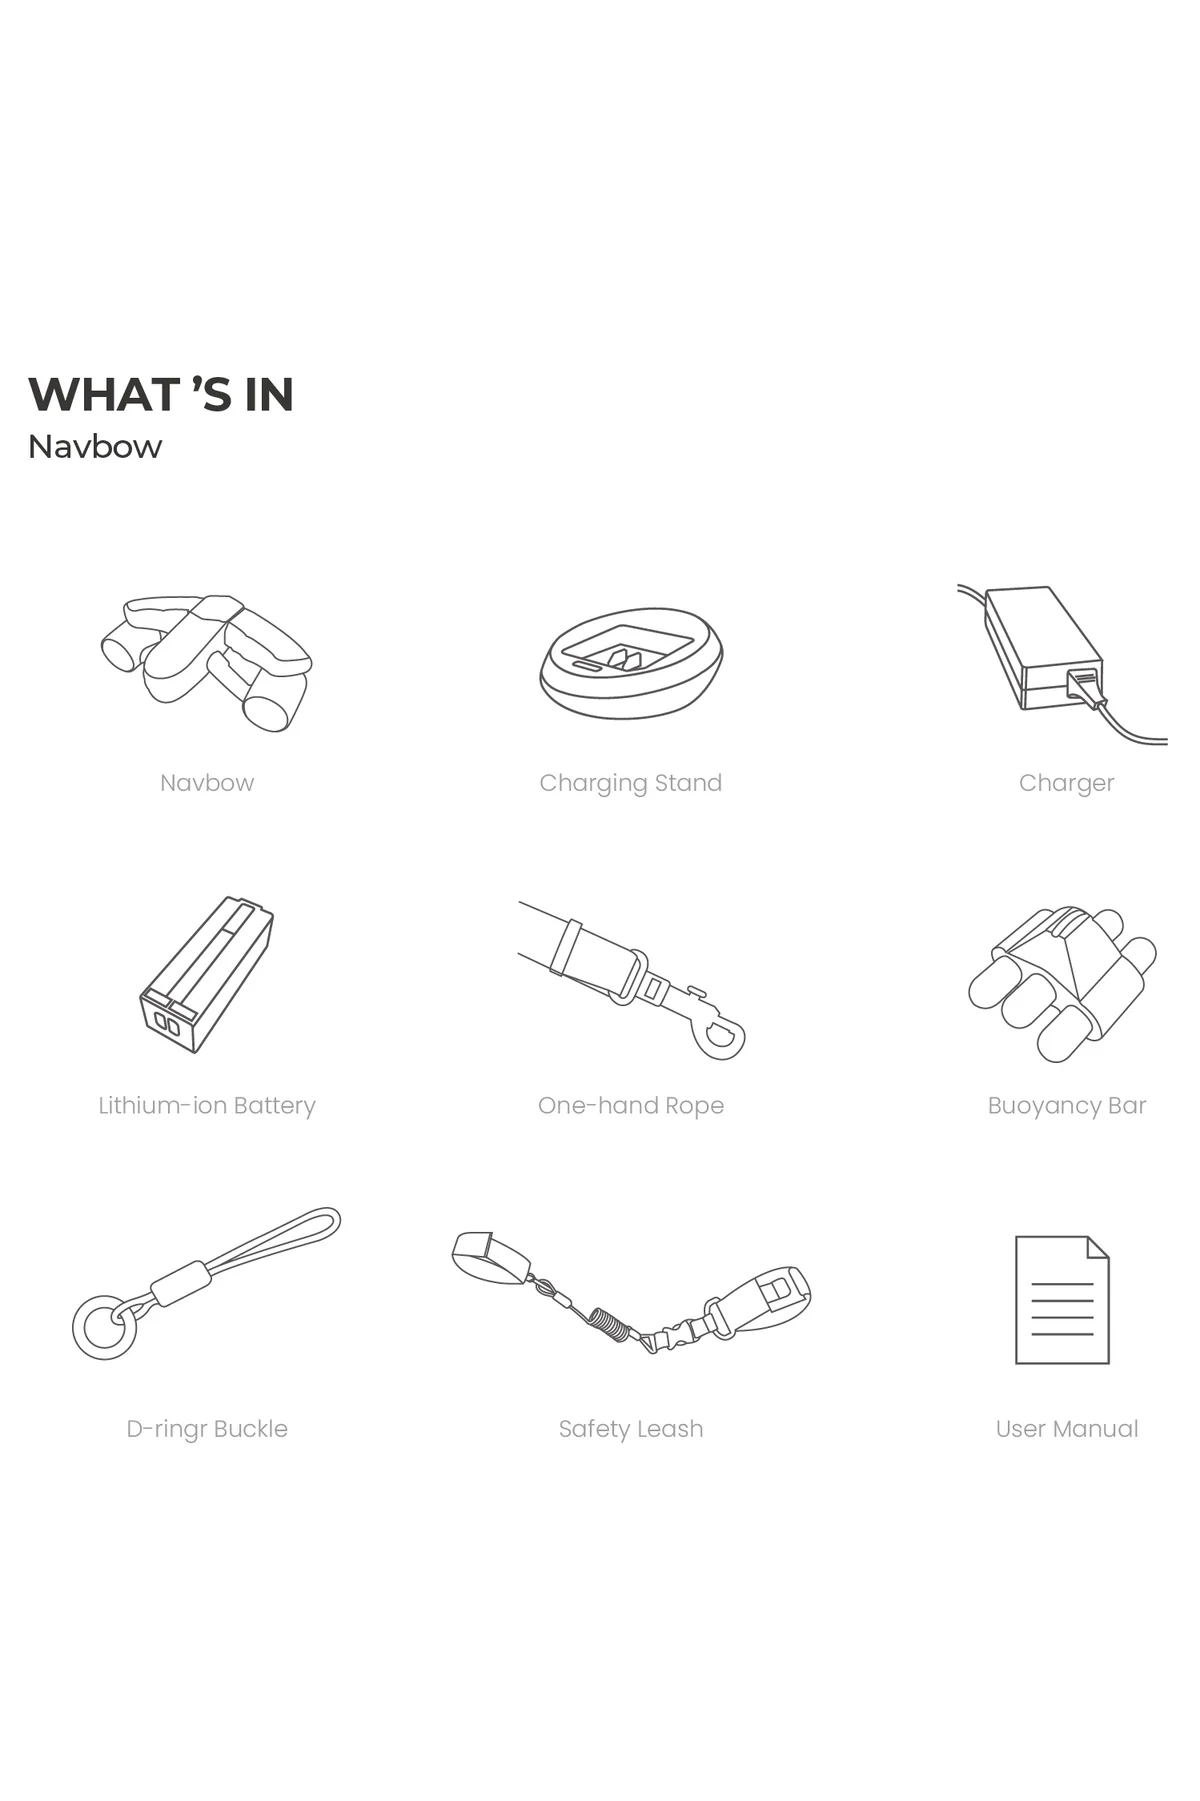 WHAT ’S IN
Navbow
Navbow
Charging Stand
Charger
Lithium-ion Battery
One-hand Rope
Buoyancy Bar
D-ringr Buckle
Safety Leash
User Manual